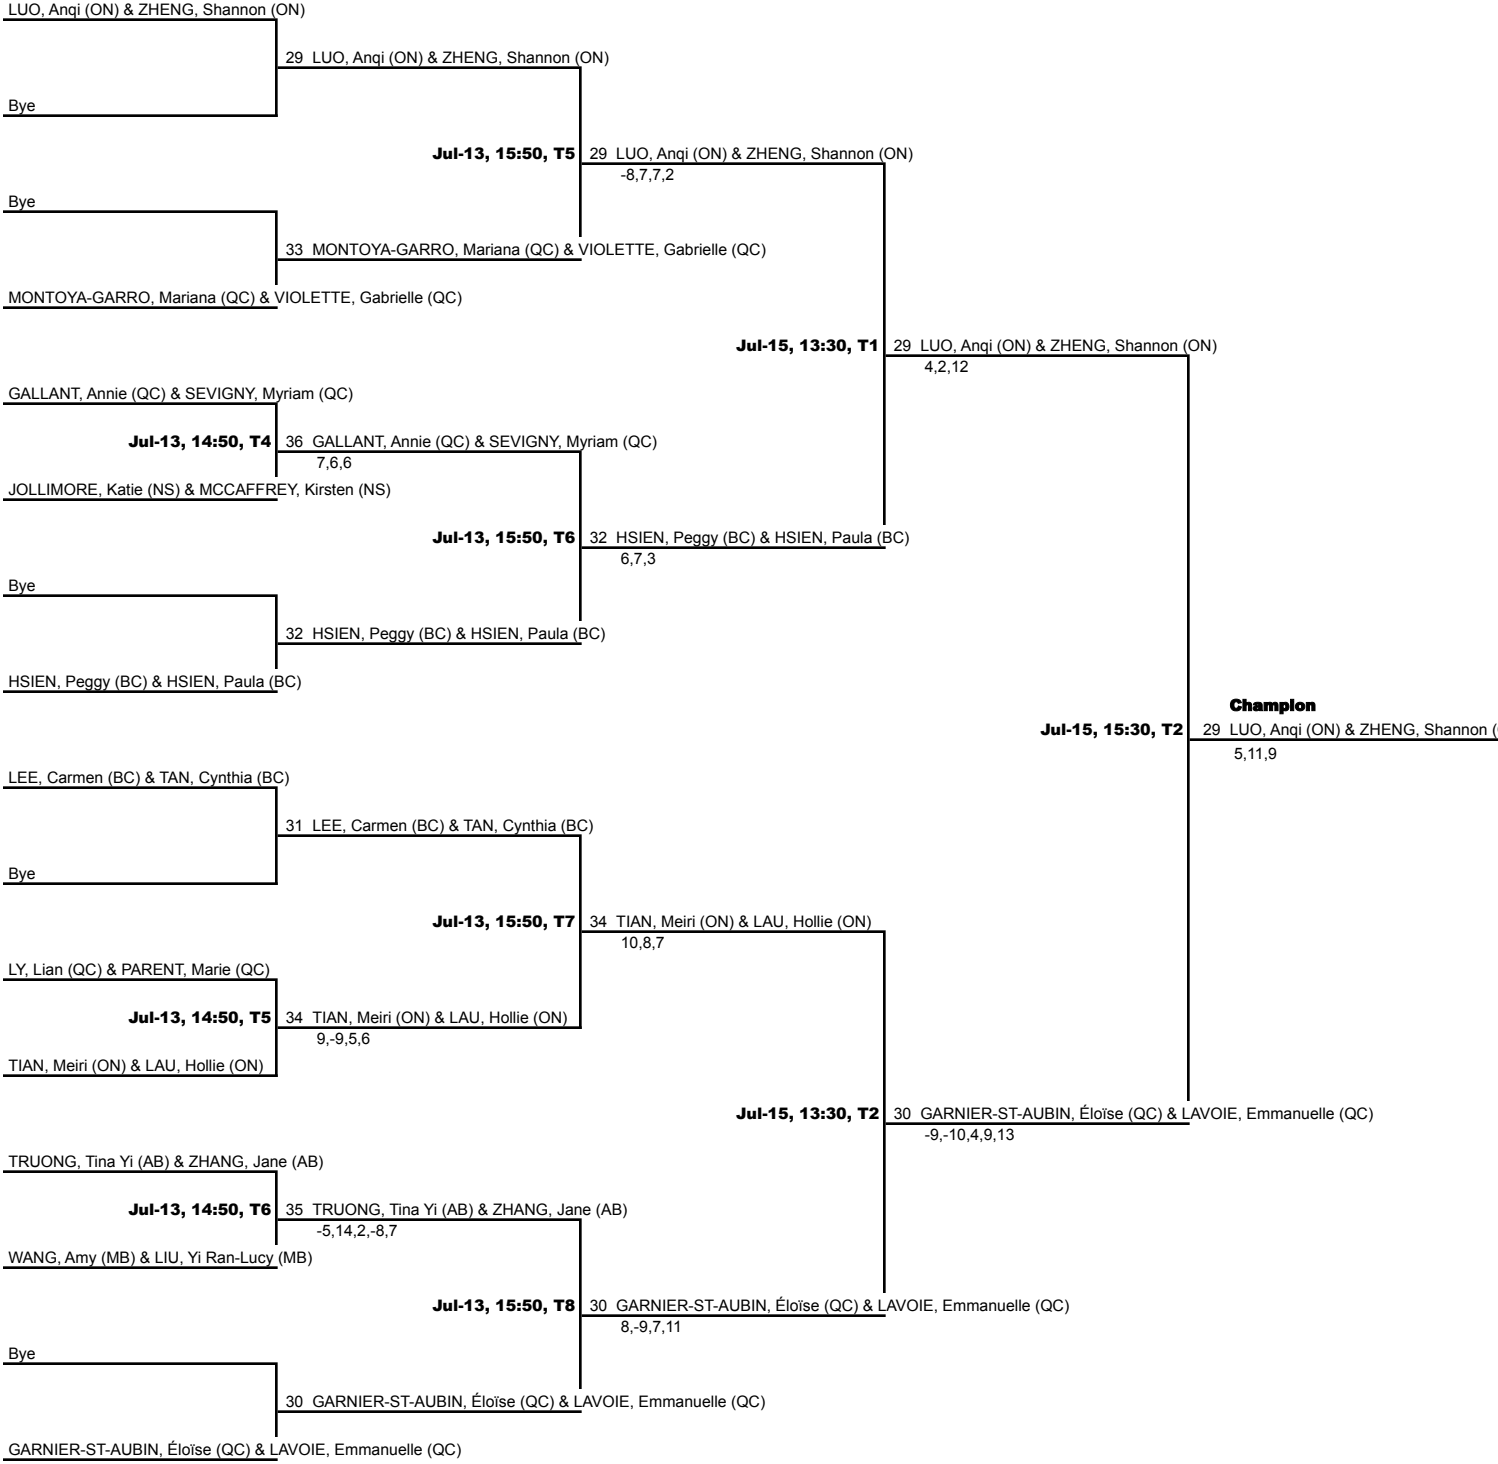 LUO, Anqi (ON) & ZHENG, Shannon (ON)
29 LUO, Anqi (ON) & ZHENG, Shannon (ON)
Bye
Jul-13, 15:50, T5
29 LUO, Anqi (ON) & ZHENG, Shannon (ON)
-8,7,7,2
Bye
33 MONTOYA-GARRO, Mariana (QC) & VIOLETTE, Gabrielle (QC)
MONTOYA-GARRO, Mariana (QC) & VIOLETTE, Gabrielle (QC)
Jul-15, 13:30, T1
29 LUO, Anqi (ON) & ZHENG, Shannon (ON)
4,2,12
GALLANT, Annie (QC) & SEVIGNY, Myriam (QC)
Jul-13, 14:50, T4
36 GALLANT, Annie (QC) & SEVIGNY, Myriam (QC)
7,6,6
JOLLIMORE, Katie (NS) & MCCAFFREY, Kirsten (NS)
Jul-13, 15:50, T6
32 HSIEN, Peggy (BC) & HSIEN, Paula (BC)
6,7,3
Bye
32 HSIEN, Peggy (BC) & HSIEN, Paula (BC)
HSIEN, Peggy (BC) & HSIEN, Paula (BC)
Champion
Jul-15, 15:30, T2
29 LUO, Anqi (ON) & ZHENG, Shannon (
5,11,9
LEE, Carmen (BC) & TAN, Cynthia (BC)
31 LEE, Carmen (BC) & TAN, Cynthia (BC)
Bye
Jul-13, 15:50, T7
34 TIAN, Meiri (ON) & LAU, Hollie (ON)
10,8,7
LY, Lian (QC) & PARENT, Marie (QC)
Jul-13, 14:50, T5
34 TIAN, Meiri (ON) & LAU, Hollie (ON)
9,-9,5,6
TIAN, Meiri (ON) & LAU, Hollie (ON)
Jul-15, 13:30, T2
30 GARNIER-ST-AUBIN, Éloïse (QC) & LAVOIE, Emmanuelle (QC)
-9,-10,4,9,13
TRUONG, Tina Yi (AB) & ZHANG, Jane (AB)
Jul-13, 14:50, T6
35 TRUONG, Tina Yi (AB) & ZHANG, Jane (AB)
-5,14,2,-8,7
WANG, Amy (MB) & LIU, Yi Ran-Lucy (MB)
Jul-13, 15:50, T8
30 GARNIER-ST-AUBIN, Éloïse (QC) & LAVOIE, Emmanuelle (QC)
8,-9,7,11
Bye
30 GARNIER-ST-AUBIN, Éloïse (QC) & LAVOIE, Emmanuelle (QC)
GARNIER-ST-AUBIN, Éloïse (QC) & LAVOIE, Emmanuelle (QC)